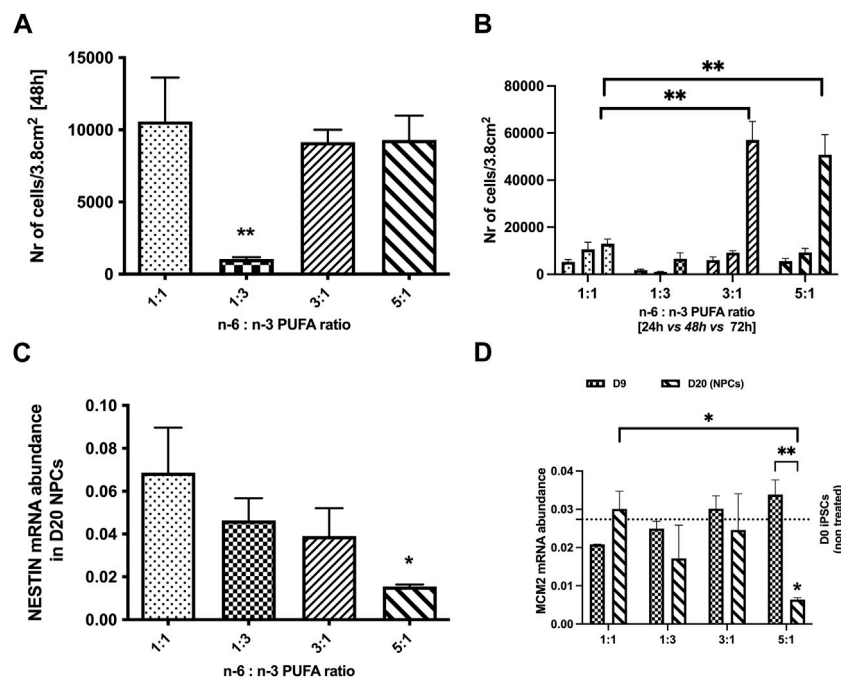 A
Nr of cells/3.8cm² [48h]
15000
10000
5000
0
**
1:1
1:3
3:1
5:1
n-6 : n-3 PUFA ratio
B
Nr of cells/3.8cm²
80000
60000
40000
20000
0
**
**
1:1
1:3
3:1
5:1
n-6 : n-3 PUFA ratio
[24h vs 48h vs 72h]
C
NESTIN mRNA abundance
in D20 NPCs
0.10
0.08
0.06
0.04
0.02
0.00
*
1:1
1:3
3:1
5:1
n-6 : n-3 PUFA ratio
D
D9
D20 (NPCs)
MCM2 mRNA abundance
0.04
0.03
0.02
0.01
0.00
*
**
*
D0 iPSCs
(non treated)
1:1
1:3
3:1
5:1
n-6 : n-3 PUFA ratio